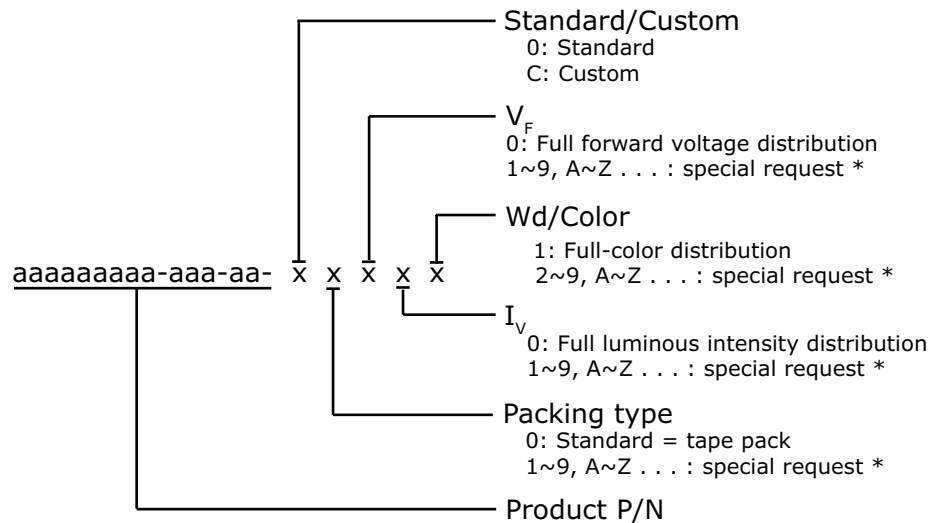 Standard/Custom
0: Standard
C: Custom
VF
0: Full forward voltage distribution
1~9, A~Z . . . : special request *
Wd/Color
1: Full-color distribution
2~9, A~Z . . . : special request *
aaaaaaaaa-aaa-aa- x x x x x
IV
0: Full luminous intensity distribution
1~9, A~Z . . . : special request *
Packing type
0: Standard = tape pack
1~9, A~Z . . . : special request *
Product P/N